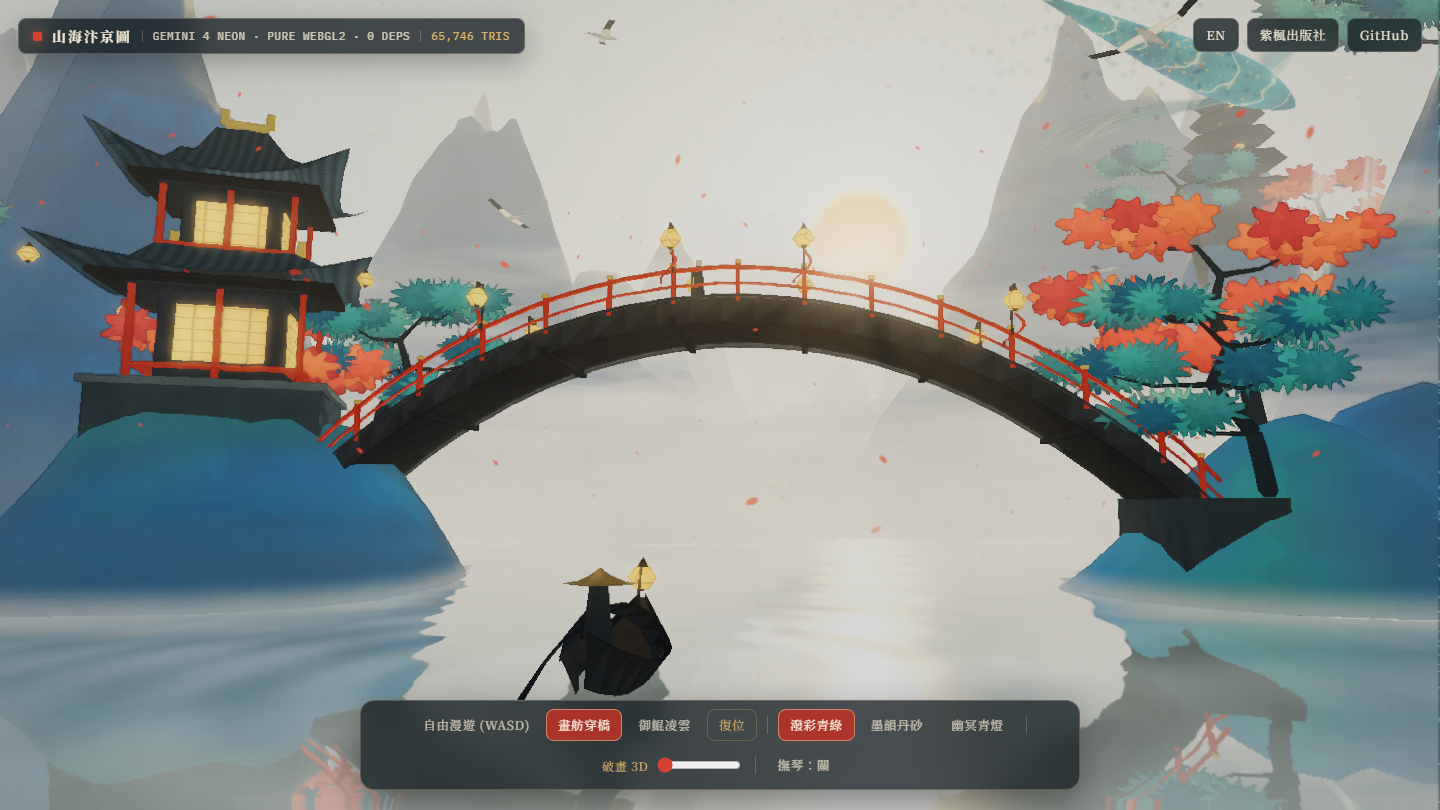 山海汴京圖 GEMINI 4 NEON · PURE WEBGL2 · 0 DEPS 65,746 TRIS
EN 紫楓出版社 GitHub
自由漫遊 (WASD) 畫舫穿橋 御鯤凌雲 復位 潑彩青綠 墨韻丹砂 幽冥青燈
破畫 3D 撫琴：關